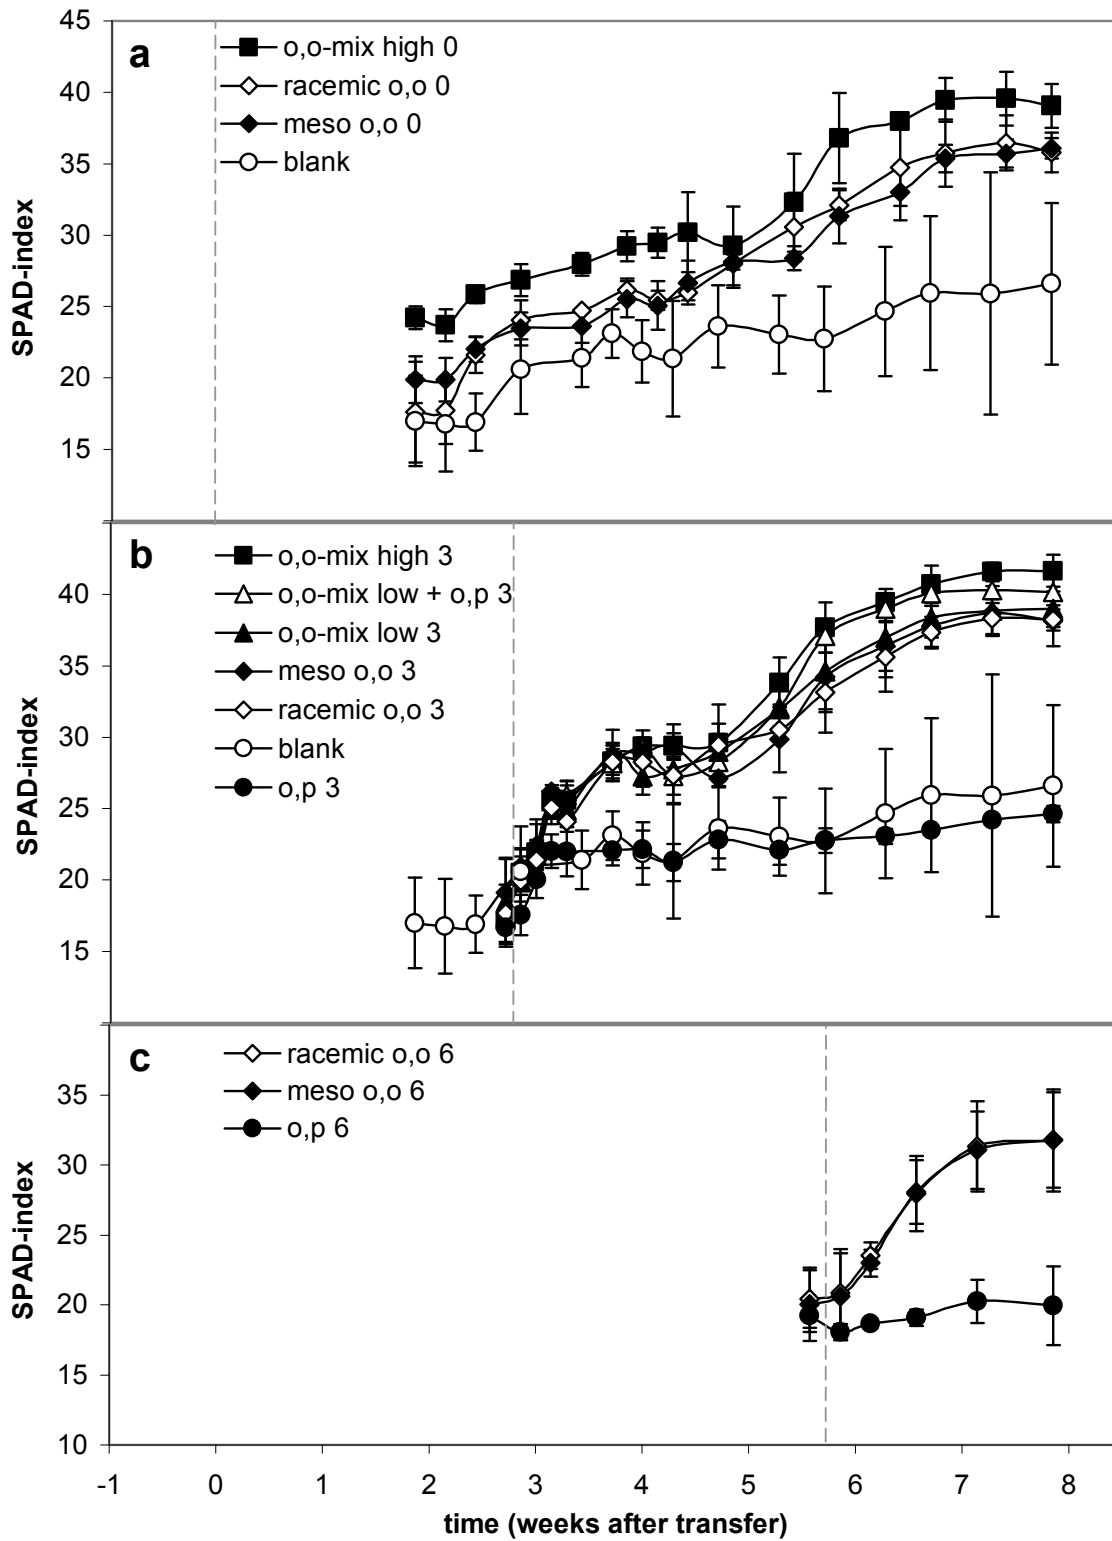 a
o,o-mix high 0
racemic o,o 0
meso o,o 0
blank
45
40
35
30
25
20
15
SPAD-index
b
o,o-mix high 3
o,o-mix low + o,p 3
o,o-mix low 3
meso o,o 3
racemic o,o 3
blank
o,p 3
40
35
30
25
20
15
SPAD-index
c
racemic o,o 6
meso o,o 6
o,p 6
35
30
25
20
15
10
SPAD-index
-1 0 1 2 3 4 5 6 7 8
time (weeks after transfer)